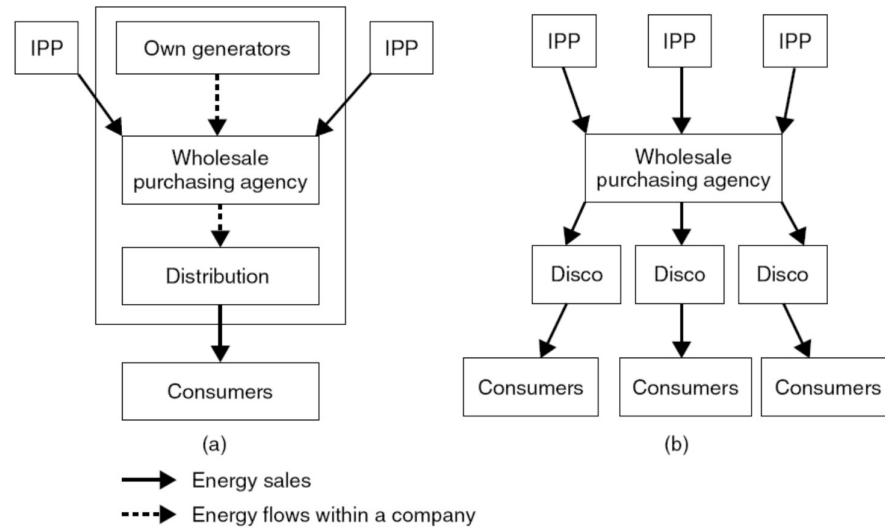 IPP
Own generators
IPP
Wholesale
purchasing agency
Distribution
Consumers
(a)
IPP
IPP
IPP
Wholesale
purchasing agency
Disco
Disco
Disco
Consumers
Consumers
Consumers
(b)
Energy sales
Energy flows within a company